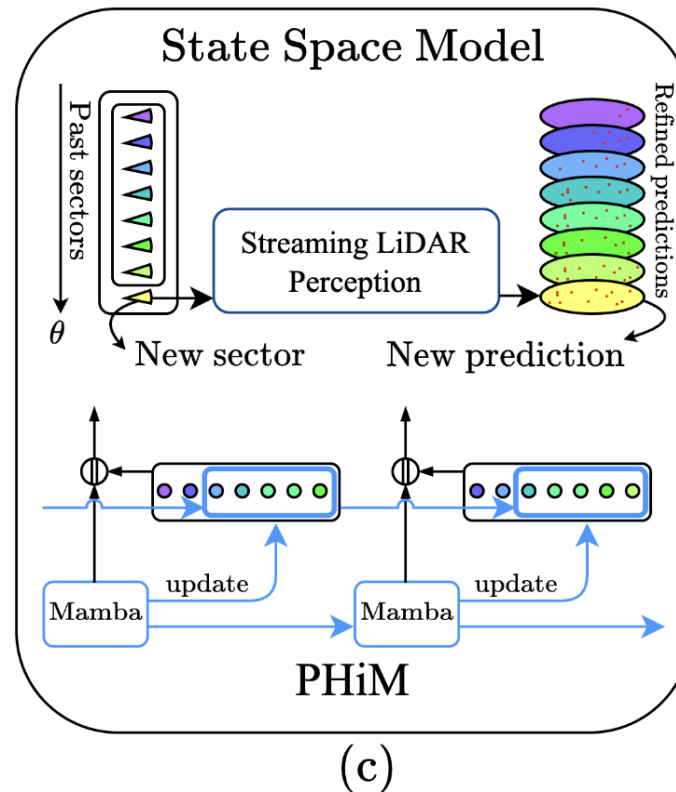 State Space Model
Past sectors
θ
Streaming LiDAR
Perception
Refined predictions
New sector
New prediction
update
update
Mamba
Mamba
PHiM
(c)